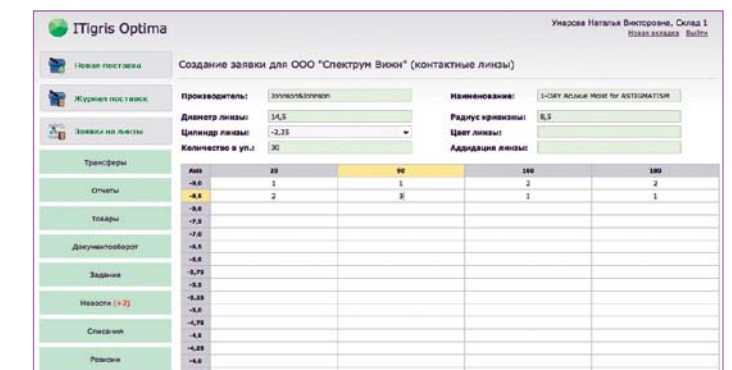 ITigris Optima
Унарова Наталья Викторовна, Склад 1
Новая вкладка Выйти
Новая поставка
Журнал поставок
Заявки на линзы
Трансферы
Отчеты
Товары
Документооборот
Задания
Новости (+2)
Списания
Ревизии
Создание заявки для ООО "Спектрум Вижн" (контактные линзы)
Производитель: Johnson&Johnson Наименование: 1-DAY Acuvue Moist for ASTIGMATISM
Диаметр линзы: 14,5 Радиус кривизны: 8,5
Цилиндр линзы: -2,25 Цвет линзы:
Количество в уп.: 30 Аддидация линзы:
Axis 20 90 160 180
-9,0 1 1 2 2
-8,5 2 3 1 1
-8,0
-7,5
-7,0
-6,5
-6,0
-5,75
-5,5
-5,25
-5,0
-4,75
-4,5
-4,25
-4,0